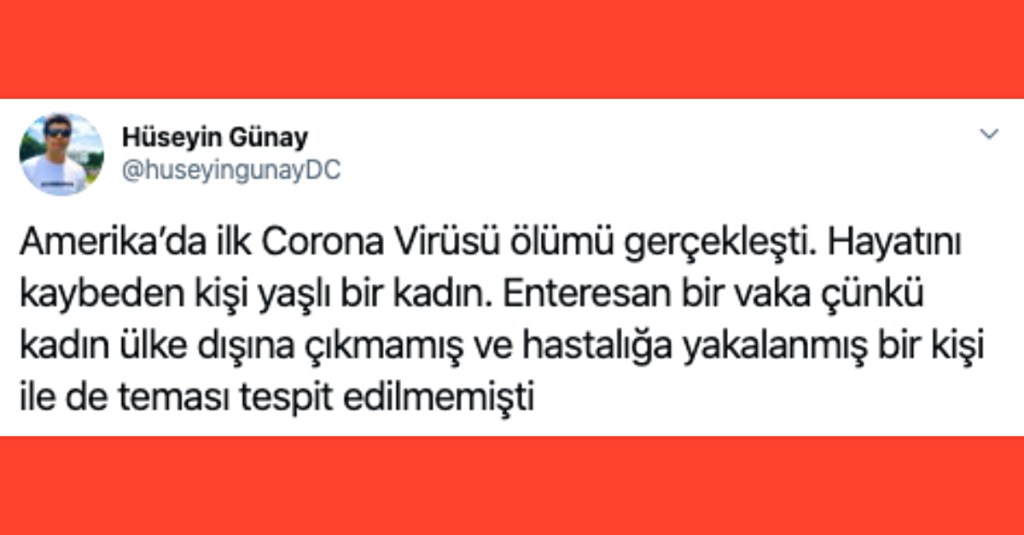 Hüseyin Günay
@huseyingunayDC
Amerika’da ilk Corona Virüsü ölümü gerçekleşti. Hayatını
kaybeden kişi yaşlı bir kadın. Enteresan bir vaka çünkü
kadın ülke dışına çıkmamış ve hastalığa yakalanmış bir kişi
ile de teması tespit edilmemişti